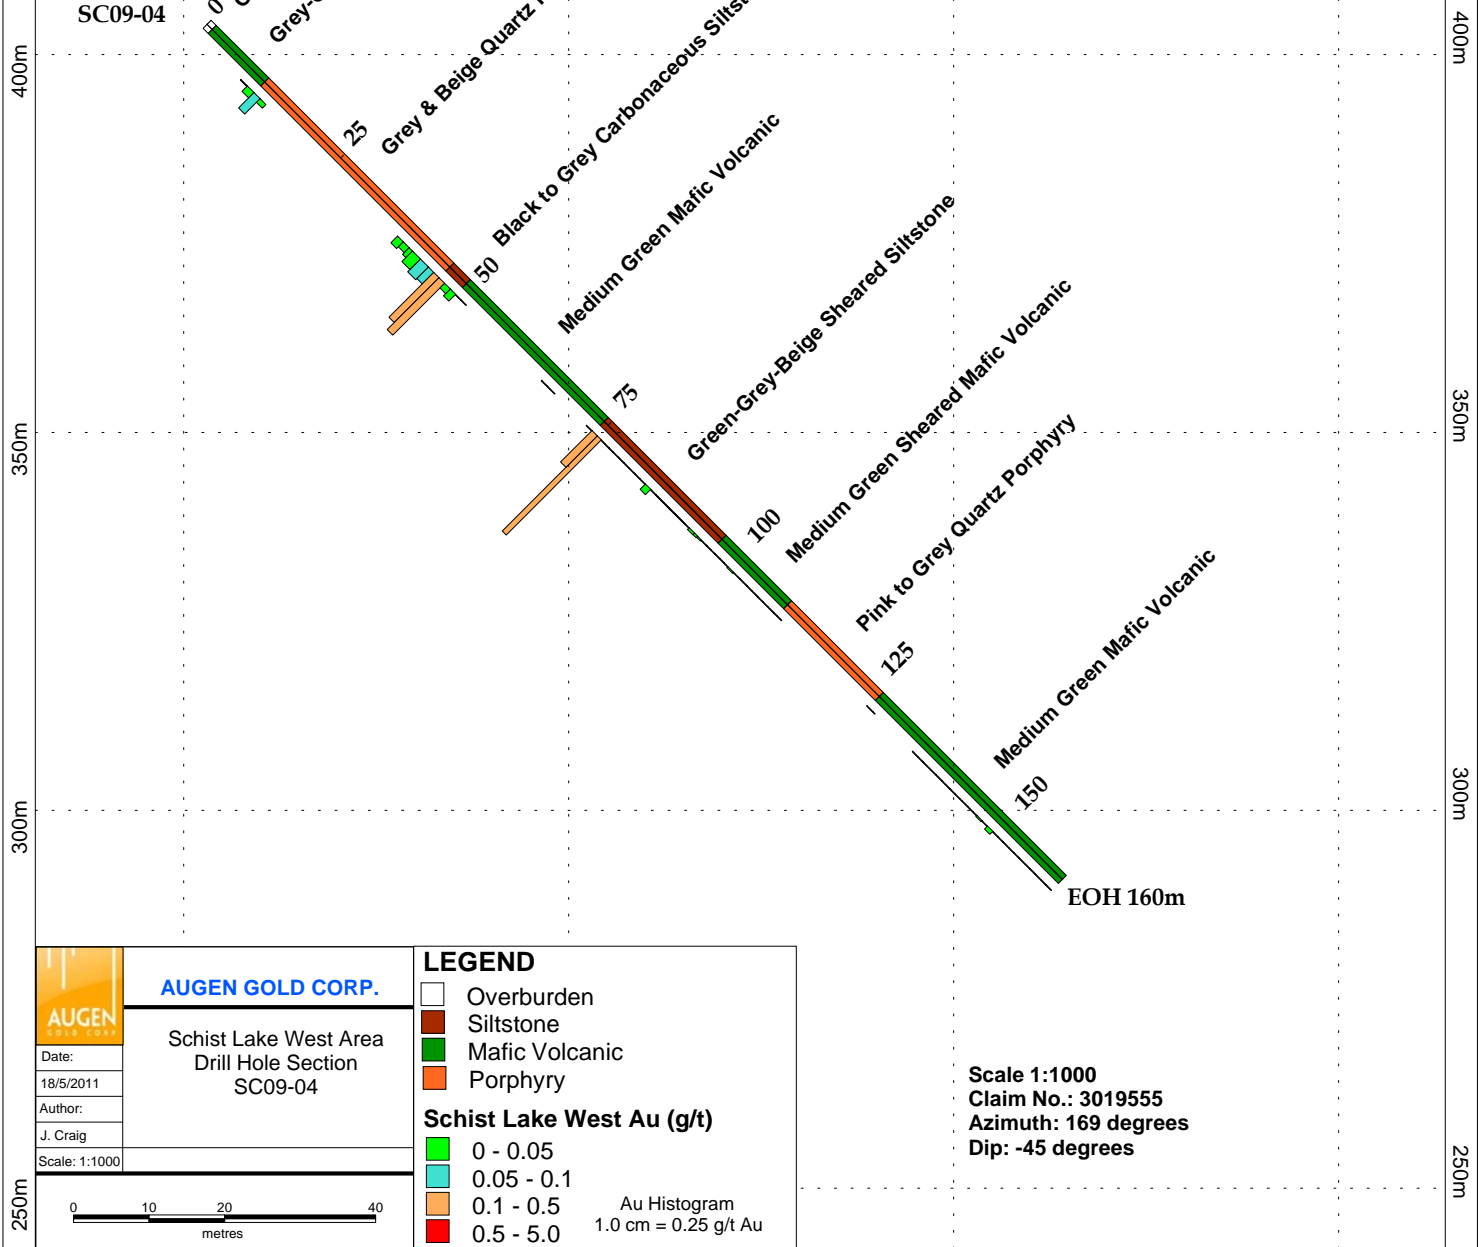 SC09-04
0
Grey-
Grey & Beige Quartz
Black to Grey Carbonaceous
Medium Green Mafic Volcanic
Green-Grey-Beige Sheared Siltstone
Medium Green Sheared Mafic Volcanic
Pink to Grey Quartz Porphyry
Medium Green Mafic Volcanic
25
50
75
100
125
150
EOH 160m
400m
350m
300m
250m
400m
350m
300m
250m
AUGEN
GOLD CORP
AUGEN GOLD CORP.
Schist Lake West Area
Drill Hole Section
SC09-04
Date:
18/5/2011
Author:
J. Craig
Scale: 1:1000
0 10 20 40
metres
LEGEND
Overburden
Siltstone
Mafic Volcanic
Porphyry
Schist Lake West Au (g/t)
0 - 0.05
0.05 - 0.1
0.1 - 0.5
0.5 - 5.0
Au Histogram
1.0 cm = 0.25 g/t Au
Scale 1:1000
Claim No.: 3019555
Azimuth: 169 degrees
Dip: -45 degrees